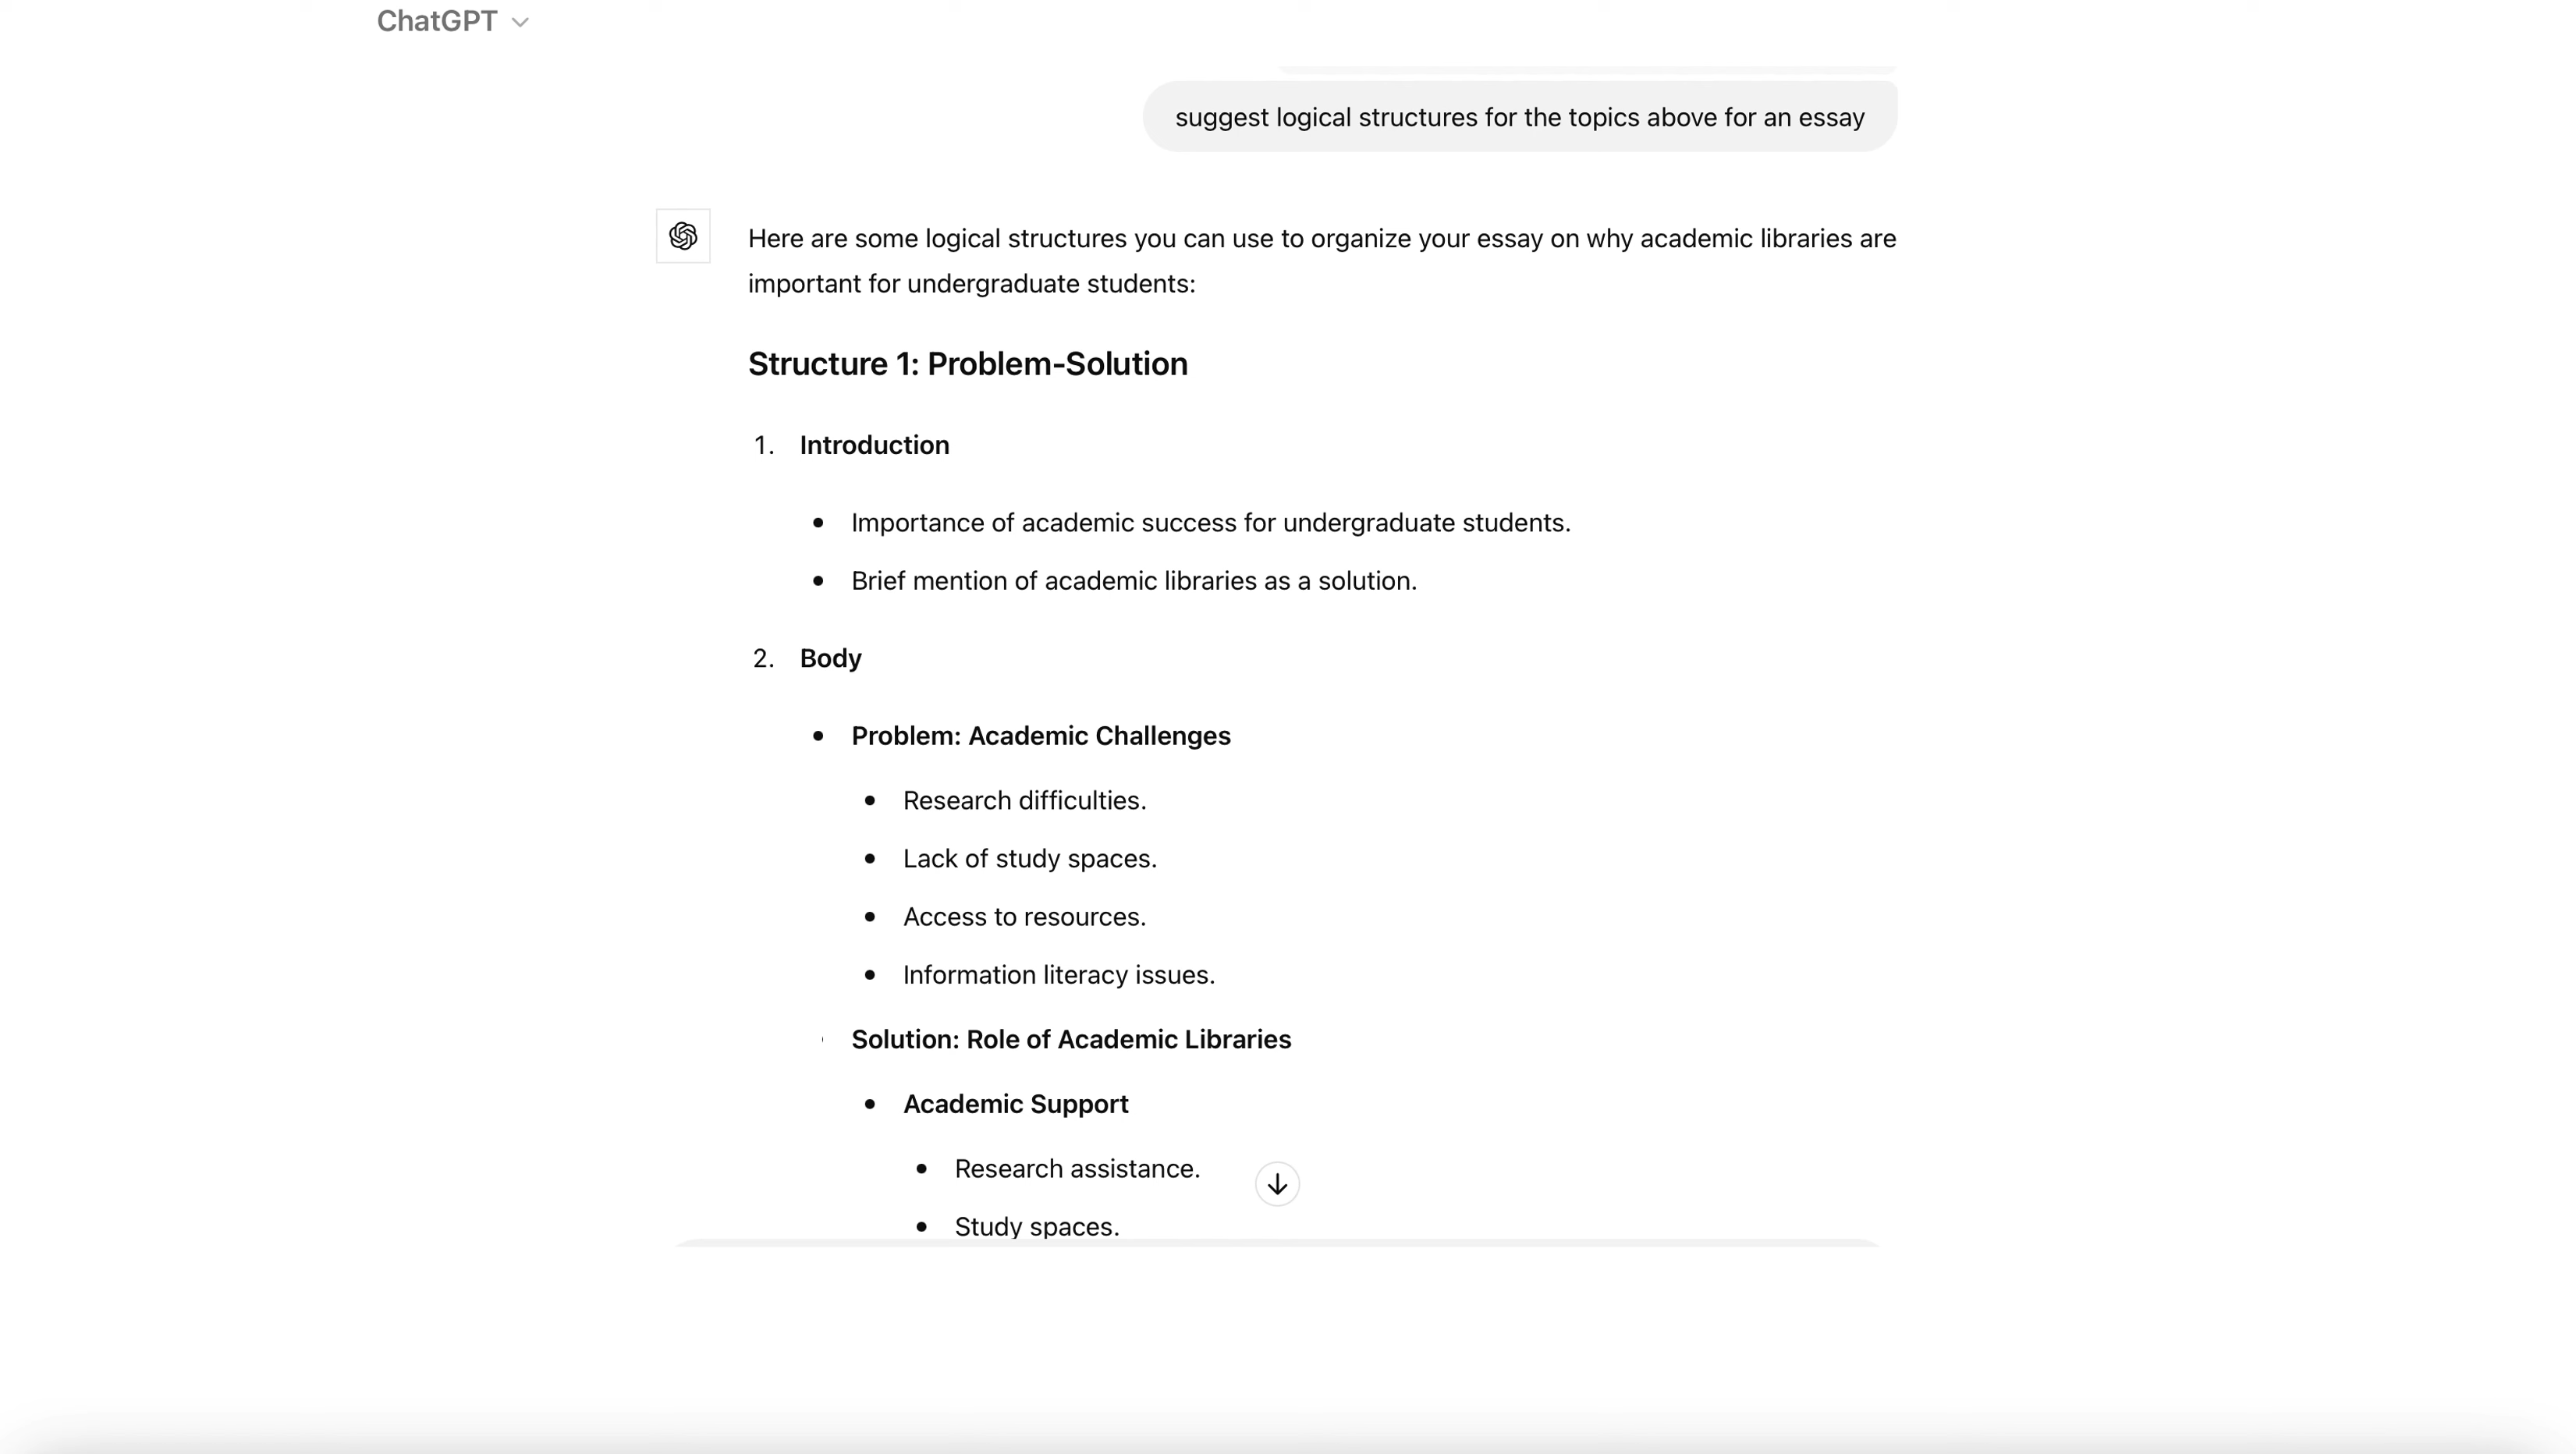 ChatGPT
suggest logical structures for the topics above for an essay
Here are some logical structures you can use to organize your essay on why academic libraries are
important for undergraduate students:
Structure 1: Problem-Solution
1. Introduction
• Importance of academic success for undergraduate students.
• Brief mention of academic libraries as a solution.
2. Body
• Problem: Academic Challenges
• Research difficulties.
• Lack of study spaces.
• Access to resources.
• Information literacy issues.
Solution: Role of Academic Libraries
• Academic Support
• Research assistance.
• Study spaces.